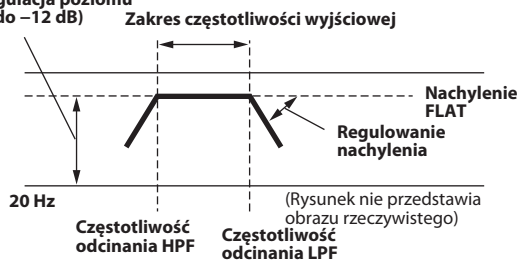 poziomu
do −12 dB)
Zakres częstotliwości wyjściowej
Nachylenie
FLAT
Regulowanie
nachylenia
20 Hz
(Rysunek nie przedstawia
obrazu rzeczywistego)
Częstotliwość
odcinania HPF
Częstotliwość
odcinania LPF